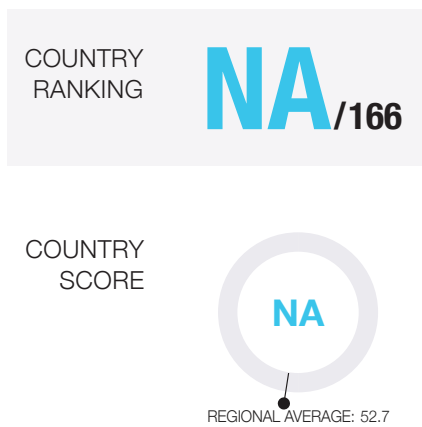 COUNTRY
RANKING
NA/166
COUNTRY
SCORE
NA
REGIONAL AVERAGE: 52.7